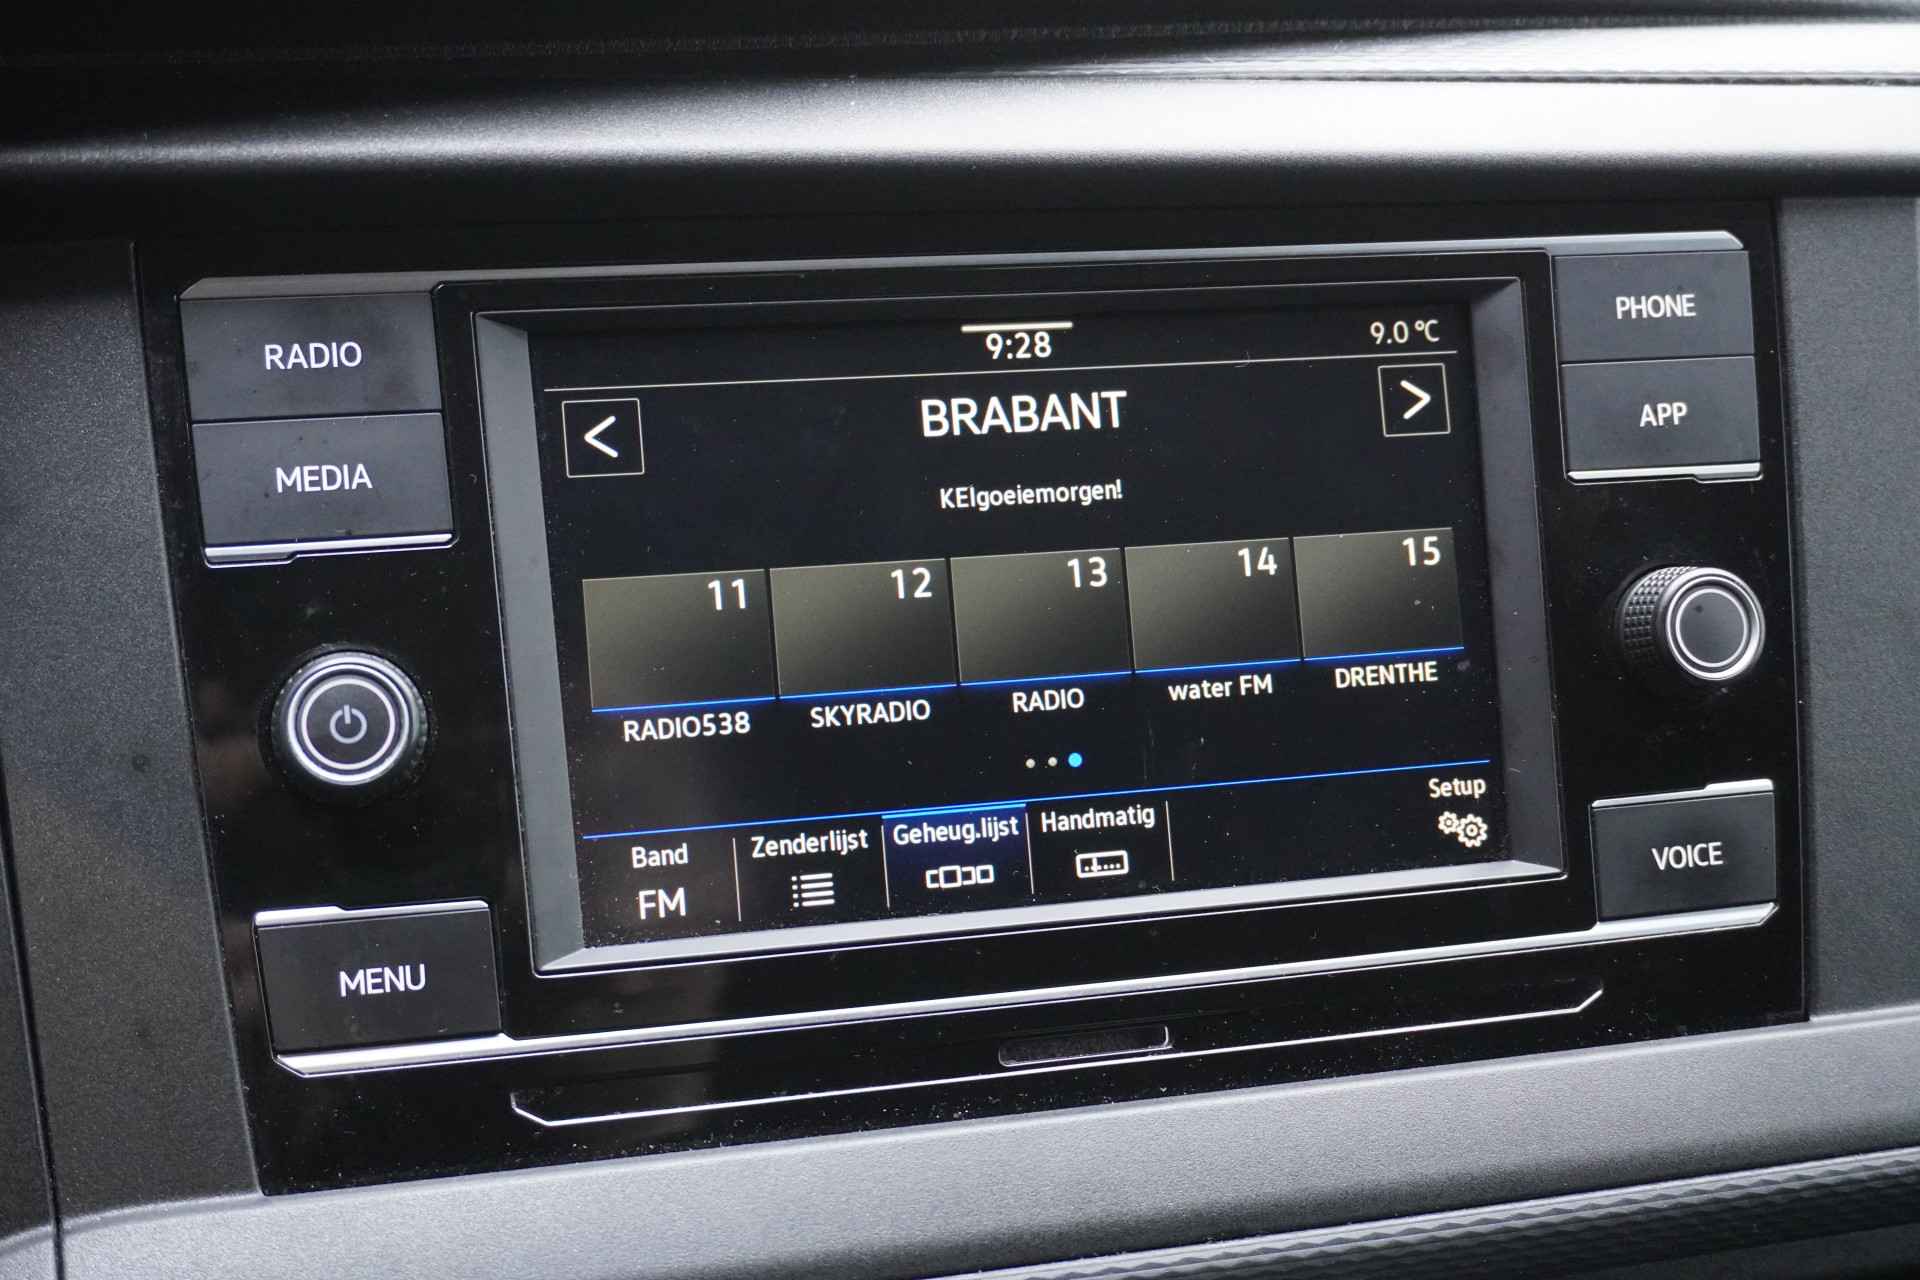 RADIO
MEDIA
MENU
9:28
9.0 °C
<
BRABANT
>
KEIgoeiemorgen!
11
12
13
14
15
RADIO538
SKYRADIO
RADIO
water FM
DRENTHE
Band
FM
Zenderlijst
Geheug.lijst
Handmatig
Setup
PHONE
APP
VOICE